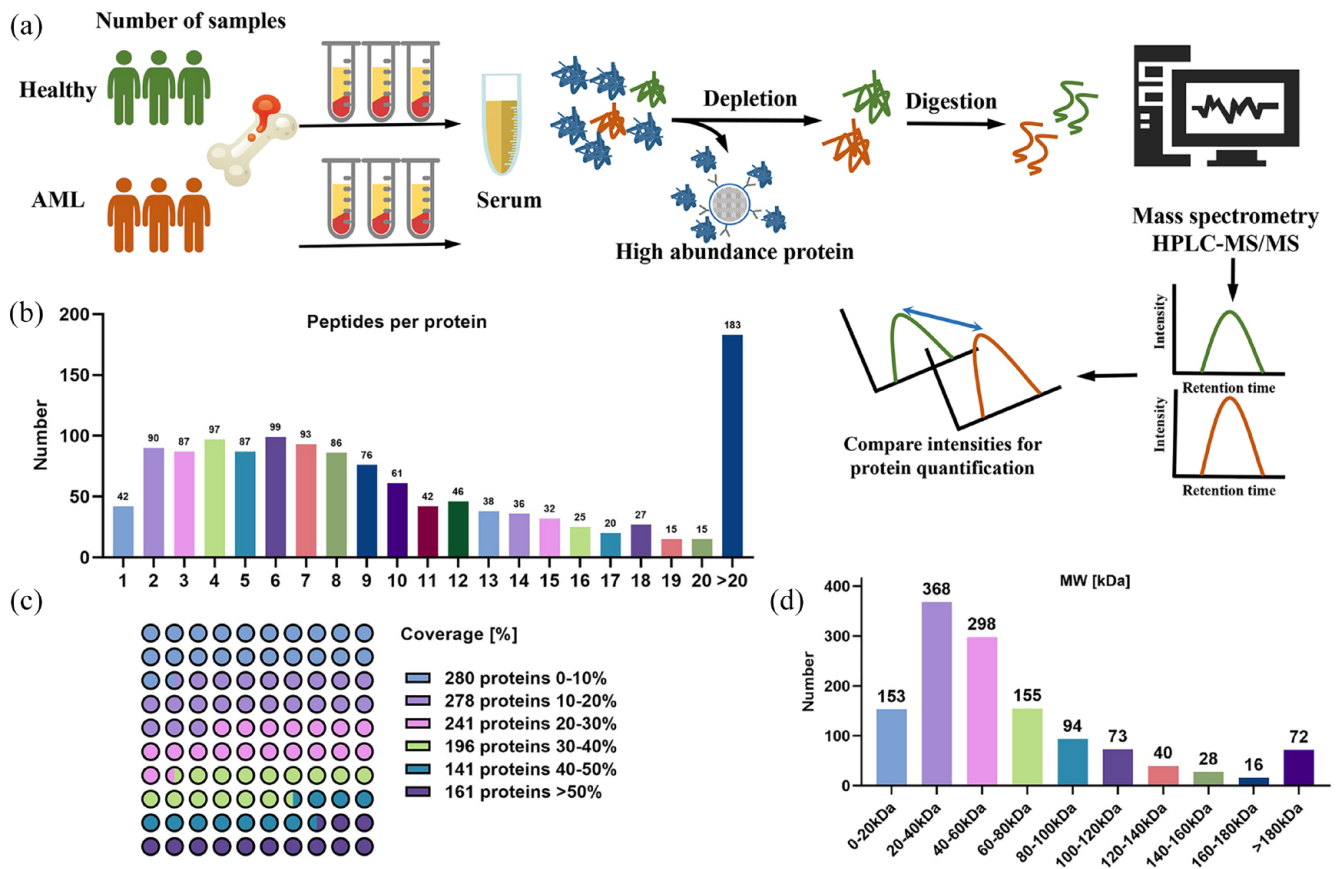 (a)
Number of samples
Healthy
AML
Serum
Depletion
Digestion
High abundance protein
Mass spectrometry
HPLC-MS/MS
Intensity
Retention time
Intensity
Retention time
Compare intensities for
protein quantification
(b)
Peptides per protein
Number
200
150
100
50
0
42 90 87 97 87 99 93 86 76 61 42 46 38 36 32 25 20 27 15 15 183
1 2 3 4 5 6 7 8 9 10 11 12 13 14 15 16 17 18 19 20 >20
(c)
Coverage [%]
280 proteins 0-10%
278 proteins 10-20%
241 proteins 20-30%
196 proteins 30-40%
141 proteins 40-50%
161 proteins >50%
(d)
MW [kDa]
Number
400
300
200
100
0
153 368 298 155 94 73 40 28 16 72
0-20kDa 20-40kDa 40-60kDa 60-80kDa 80-100kDa 100-120kDa 120-140kDa 140-160kDa 160-180kDa >180kDa